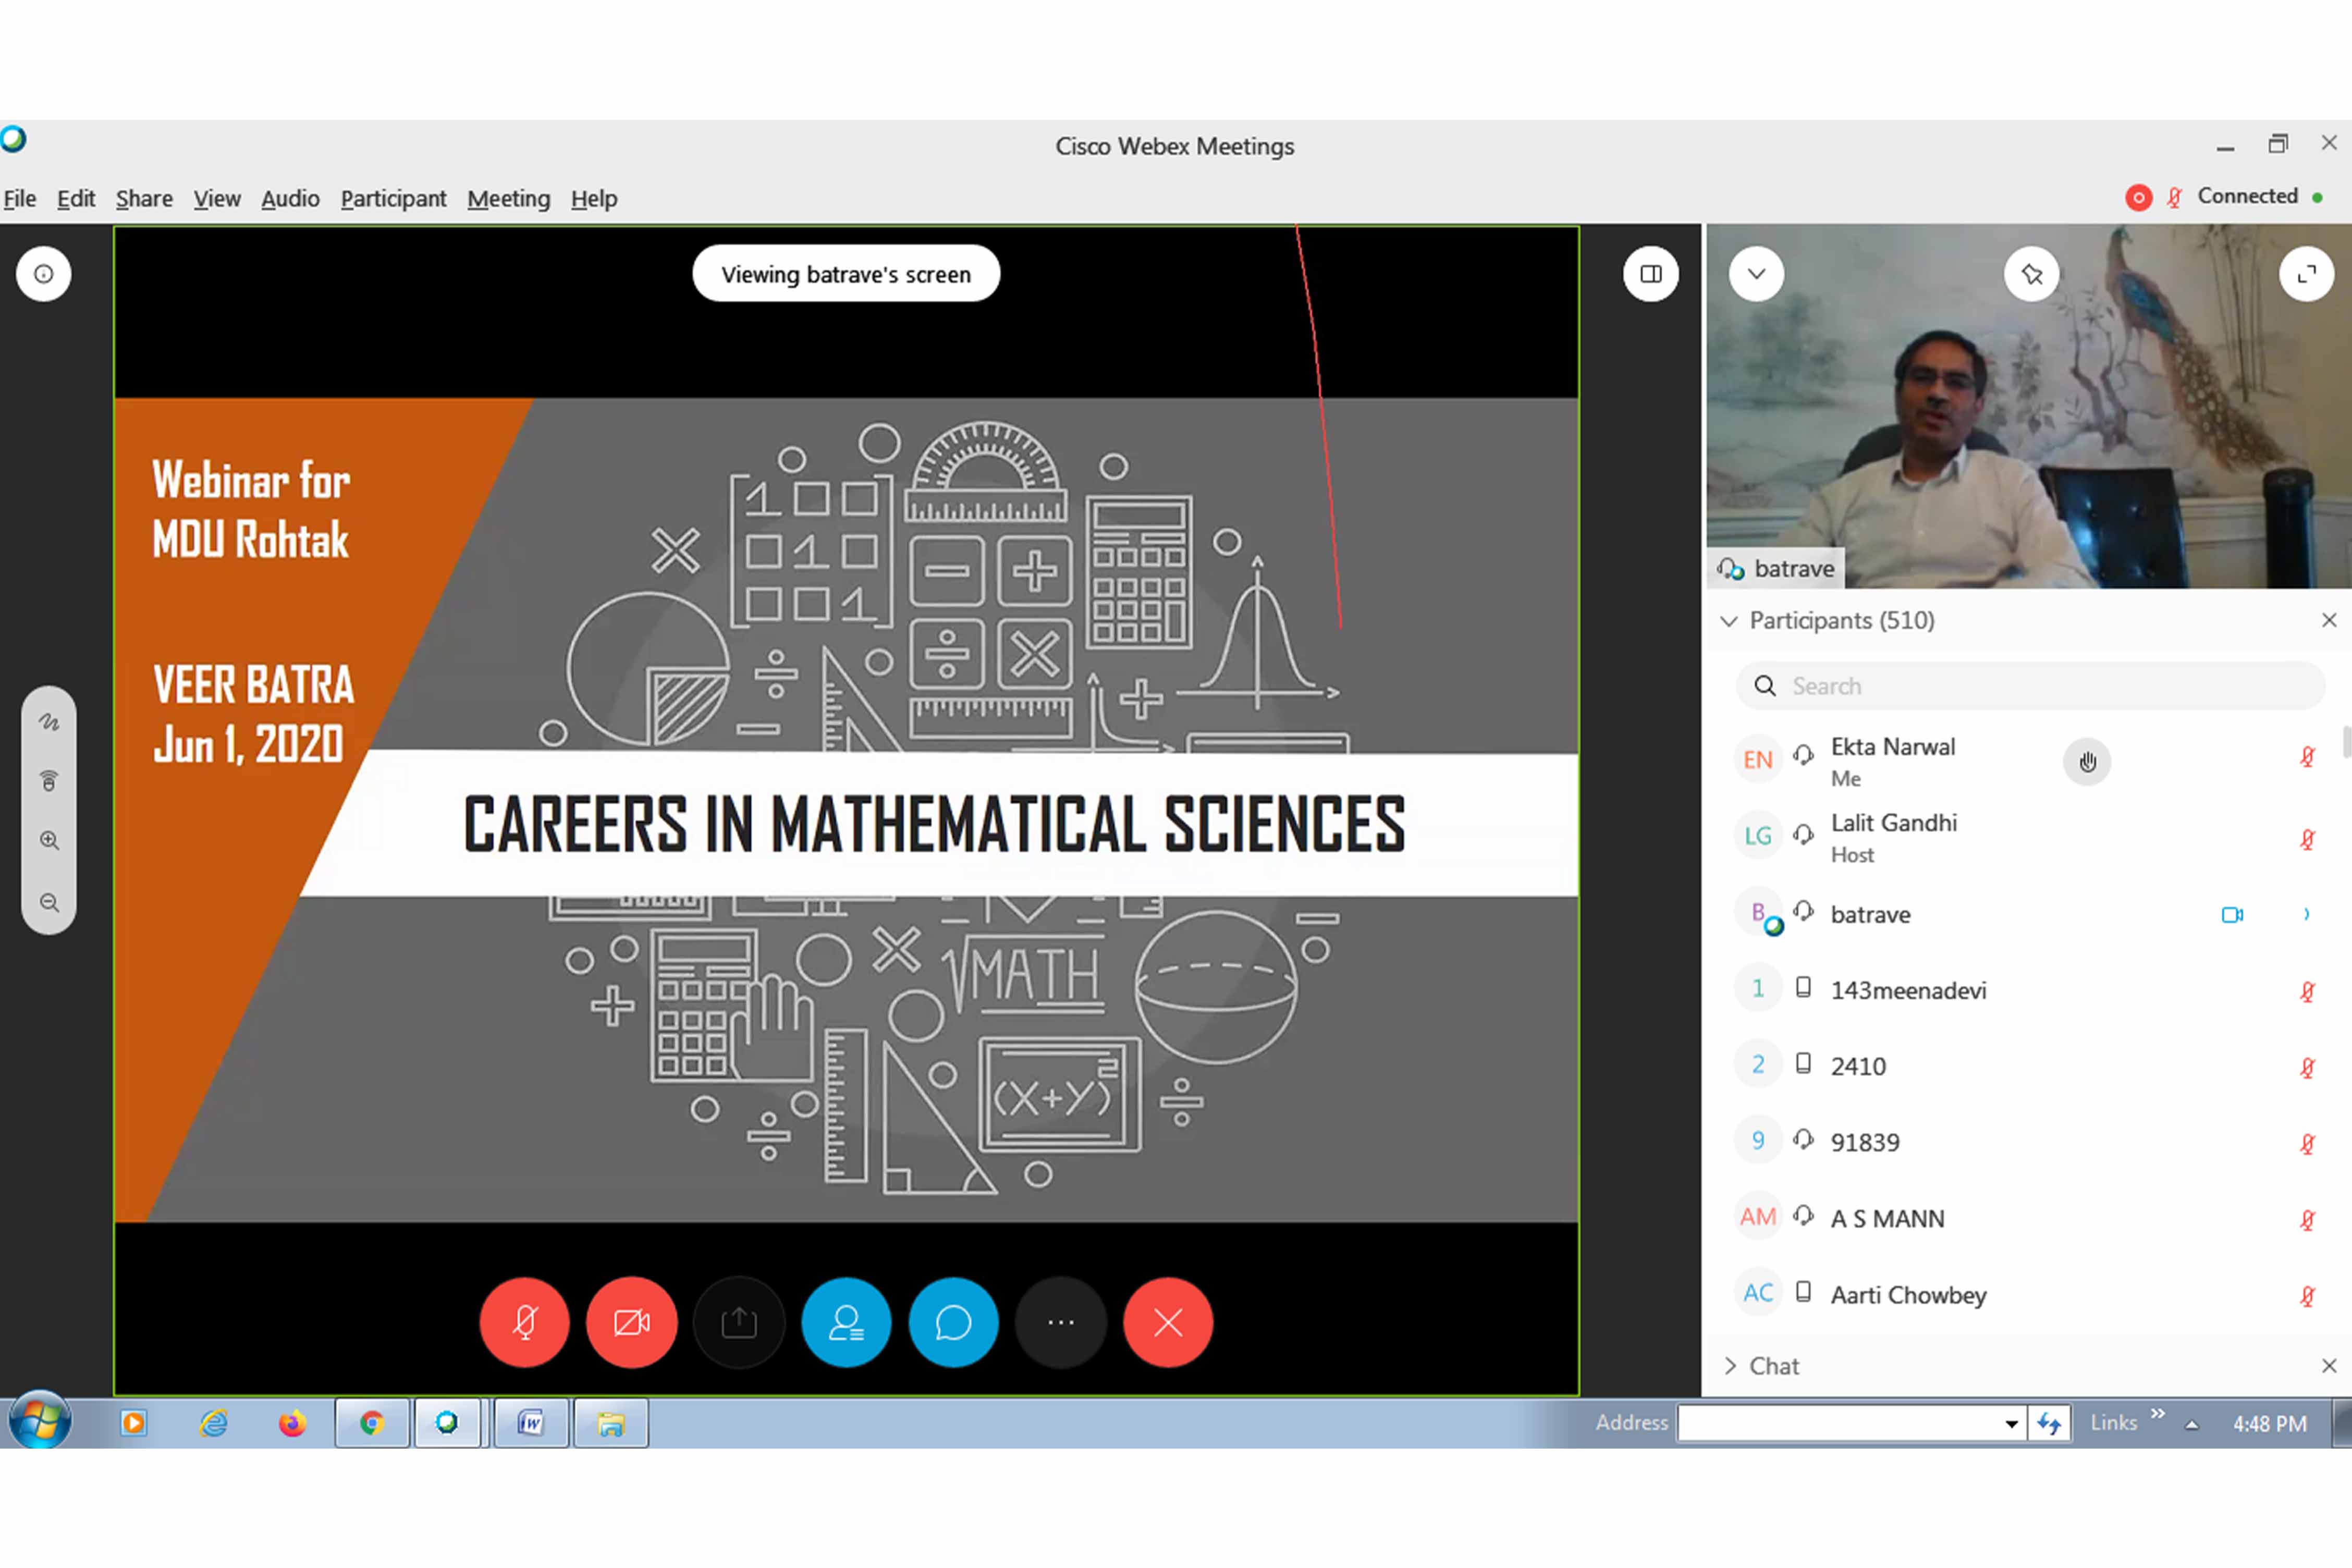 Cisco Webex Meetings
File Edit Share View Audio Participant Meeting Help
Connected
Viewing batrave's screen
Webinar for
MDU Rohtak
VEER BATRA
Jun 1, 2020
1
1
1
CAREERS IN MATHEMATICAL SCIENCES
√MATH
(X+Y)²
batrave
Participants (510)
Search
EN Ekta Narwal
Me
LG Lalit Gandhi
Host
B batrave
1 143meenadevi
2 2410
9 91839
AM A S MANN
AC Aarti Chowbey
Chat
W
Address
Links
4:48 PM